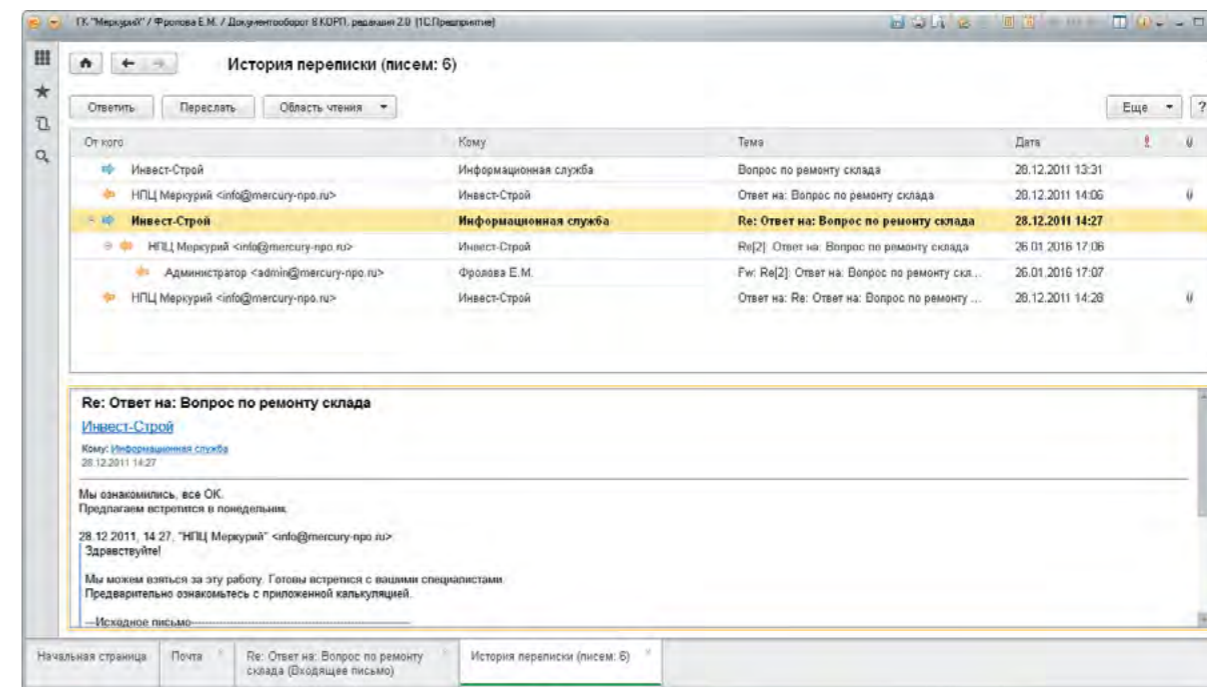 ГК "Меркурий" / Фролова Е.М. / Документооборот 8 КОРП, редакция 2.0 (1С:Предприятие)
История переписки (писем: 6)
Ответить Переслать Область чтения Еще ?
От кого Кому Тема Дата
Инвест-Строй Информационная служба Вопрос по ремонту склада 28.12.2011 13:31
НПЦ Меркурий <info@mercury-npo.ru> Инвест-Строй Ответ на: Вопрос по ремонту склада 28.12.2011 14:06
Инвест-Строй Информационная служба Re: Ответ на: Вопрос по ремонту склада 28.12.2011 14:27
НПЦ Меркурий <info@mercury-npo.ru> Инвест-Строй Re[2]: Ответ на: Вопрос по ремонту склада 26.01.2016 17:06
Администратор <admin@mercury-npo.ru> Фролова Е.М. Fw: Re[2]: Ответ на: Вопрос по ремонту скл... 26.01.2016 17:07
НПЦ Меркурий <info@mercury-npo.ru> Инвест-Строй Ответ на: Re: Ответ на: Вопрос по ремонту ... 28.12.2011 14:28
Re: Ответ на: Вопрос по ремонту склада
Инвест-Строй
Кому: Информационная служба
28.12.2011 14:27
Мы ознакомились, все ОК.
Предлагаем встретится в понедельник.
28.12.2011, 14:27, "НПЦ Меркурий" <info@mercury-npo.ru>:
Здравствуйте!
Мы можем взяться за эту работу. Готовы встретися с вашими специалистами.
Предварительно ознакомьтесь с приложенной калькуляцией.
---Исходное письмо---
Начальная страница Почта Re: Ответ на: Вопрос по ремонту История переписки (писем: 6)
склада (Входящее письмо)